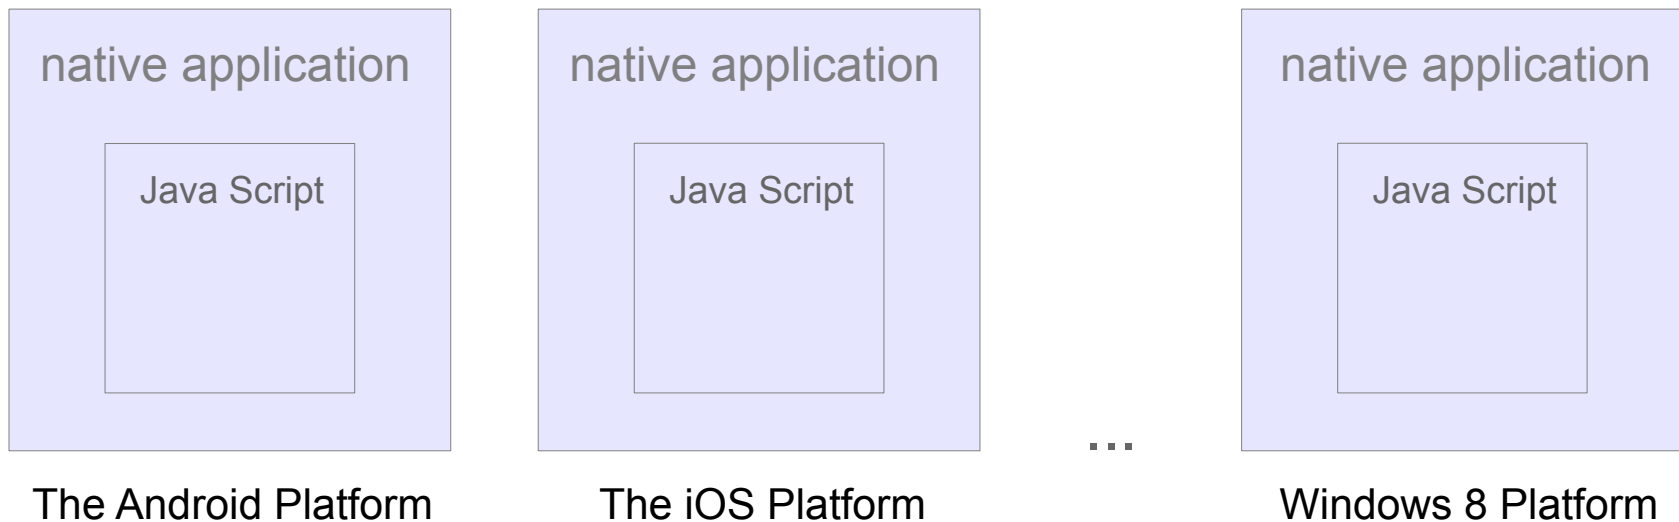 native application
Java Script
The Android Platform
native application
Java Script
The iOS Platform
...
native application
Java Script
Windows 8 Platform